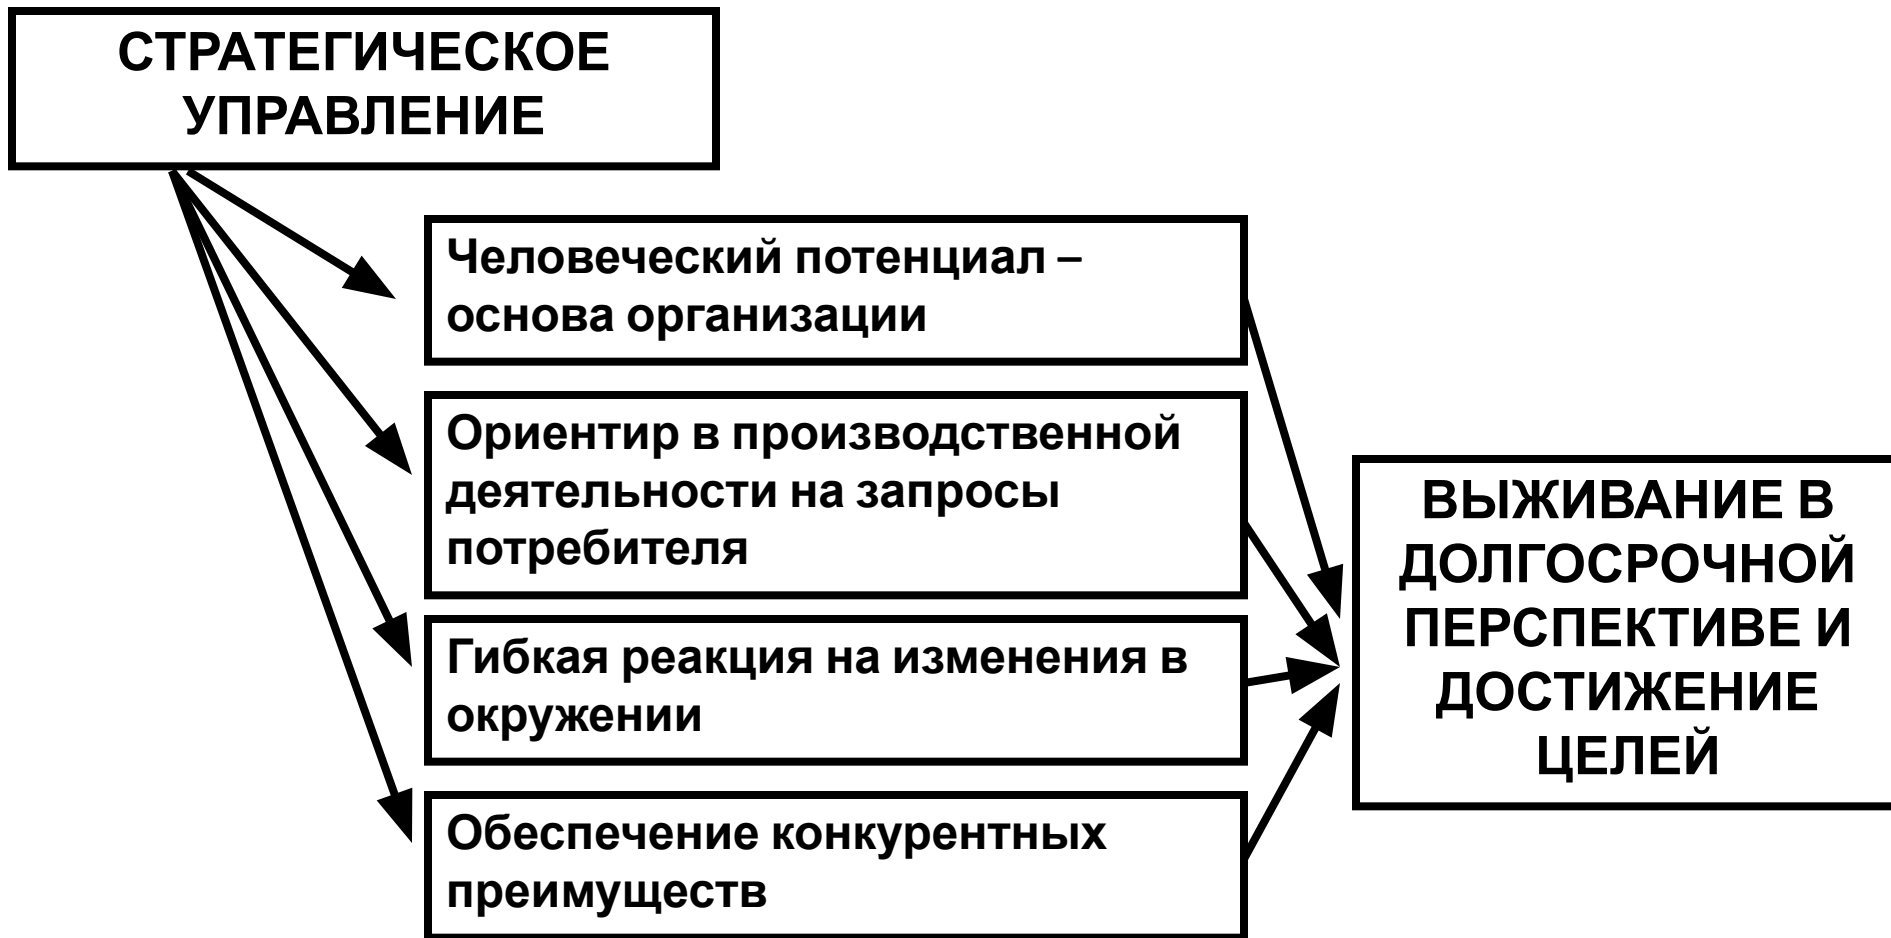 СТРАТЕГИЧЕСКОЕ
УПРАВЛЕНИЕ
Человеческий потенциал –
основа организации
Ориентир в производственной
деятельности на запросы
потребителя
Гибкая реакция на изменения в
окружении
Обеспечение конкурентных
преимуществ
ВЫЖИВАНИЕ В
ДОЛГОСРОЧНОЙ
ПЕРСПЕКТИВЕ И
ДОСТИЖЕНИЕ
ЦЕЛЕЙ